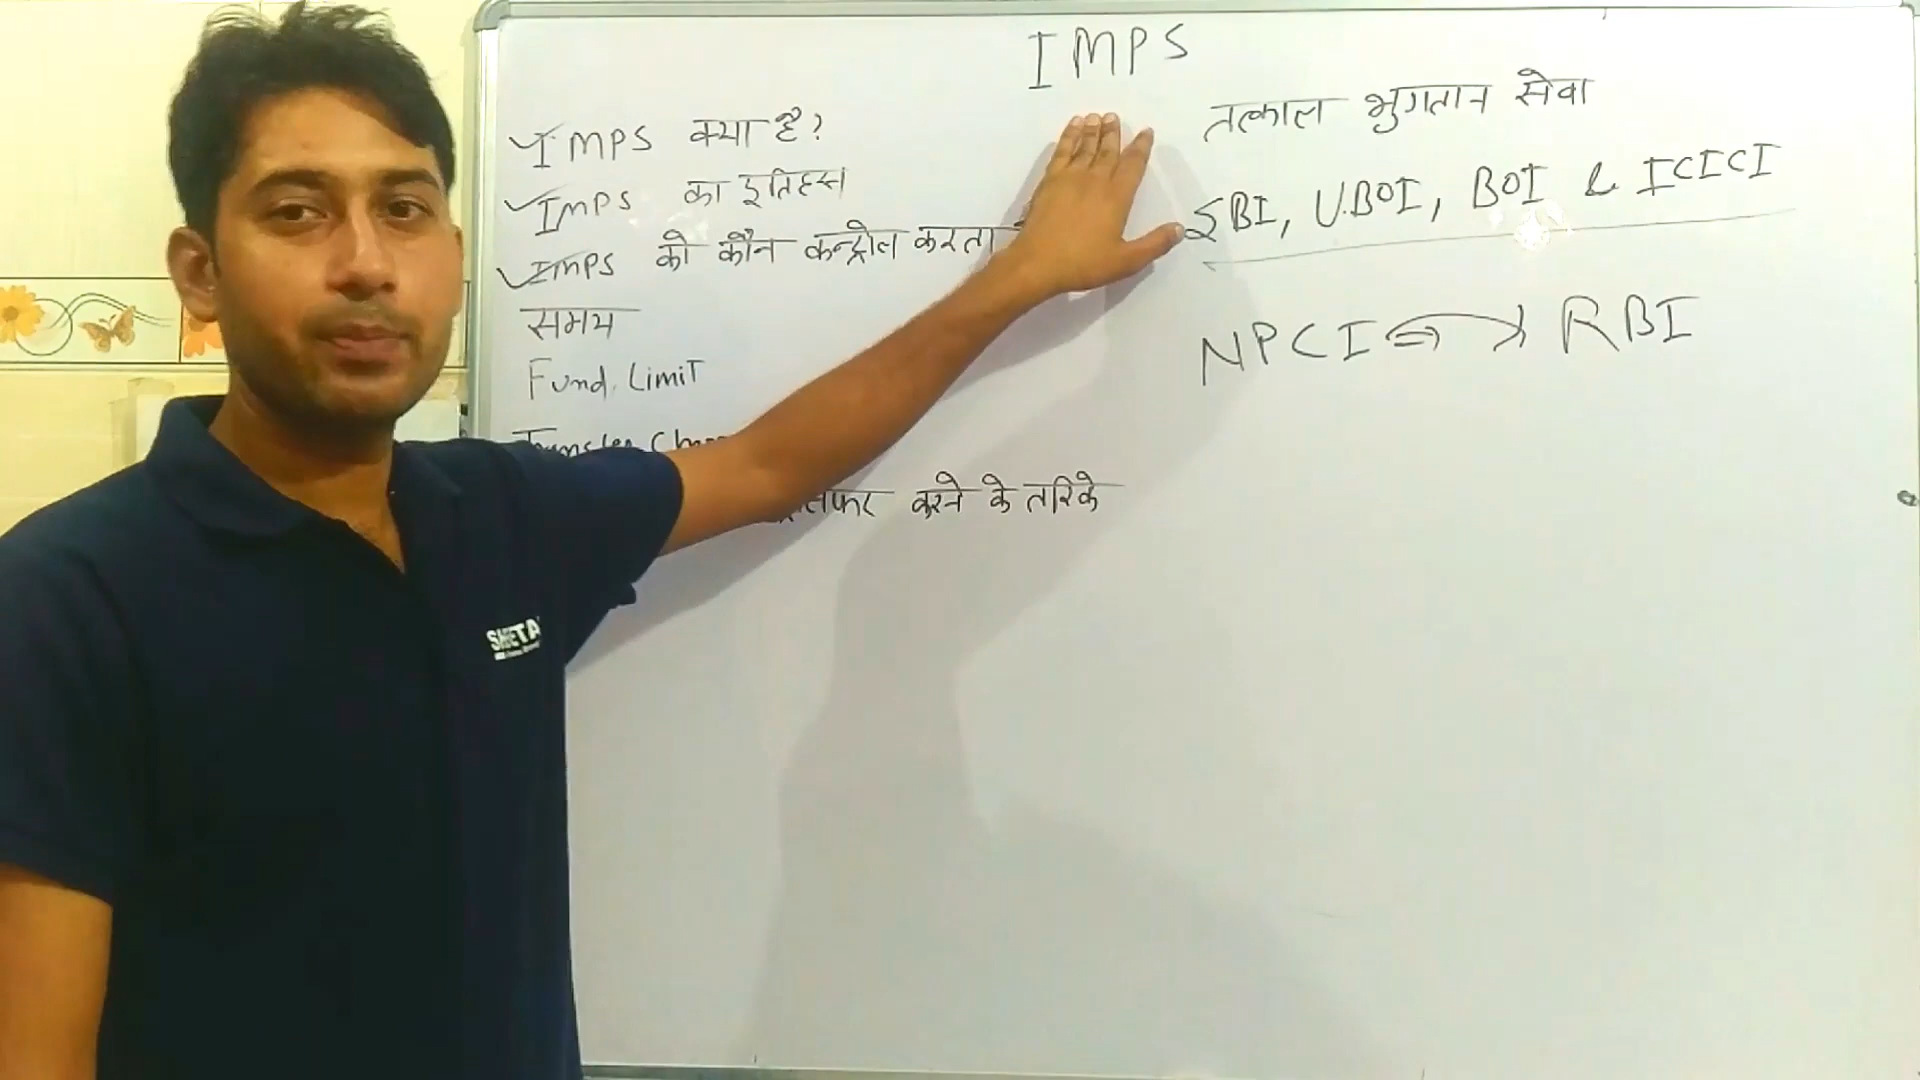 IMPS
IMPS क्या है?
IMPS का इतिहास
IMPS को कौन कन्ट्रोल करता
समय
Fund. Limit
करने के तरिके
तत्काल भुगतान सेवा
SBI, U.BOI, BOI & ICICI
NPCI RBI